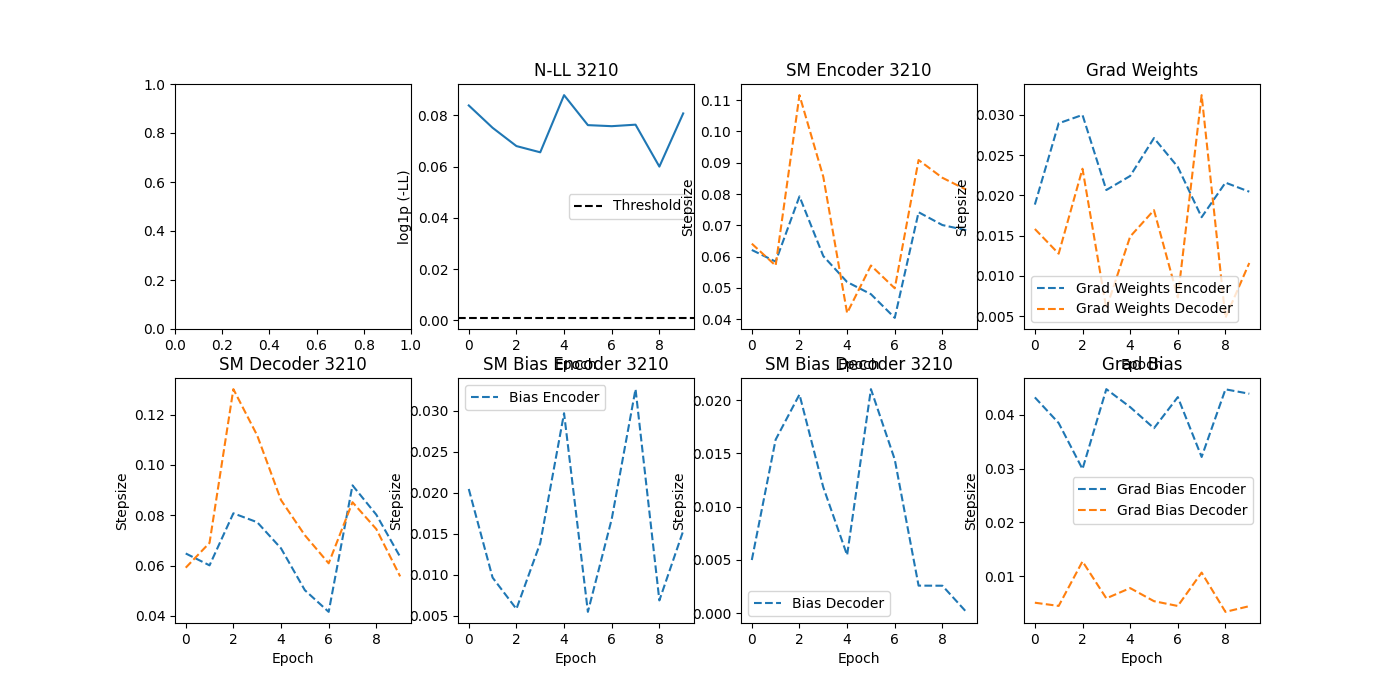 N-LL 3210
SM Encoder 3210
Grad Weights
1.0
0.8
0.6
0.4
0.2
0.0
0.0 0.2 0.4 0.6 0.8 1.0
log1p (-LL)
0.08
0.06
0.04
0.02
0.00
Threshold
0 2 4 6 8
Epoch
Stepsize
0.11
0.10
0.09
0.08
0.07
0.06
0.05
0.04
0 2 4 6 8
Epoch
Stepsize
0.030
0.025
0.020
0.015
0.010
0.005
Grad Weights Encoder
Grad Weights Decoder
0 2 4 6 8
Epoch
SM Decoder 3210
SM Bias Encoder 3210
SM Bias Decoder 3210
Grad Bias
Stepsize
0.12
0.10
0.08
0.06
0.04
0 2 4 6 8
Epoch
Stepsize
0.030
0.025
0.020
0.015
0.010
0.005
Bias Encoder
0 2 4 6 8
Epoch
Stepsize
0.020
0.015
0.010
0.005
0.000
Bias Decoder
0 2 4 6 8
Epoch
Stepsize
0.04
0.03
0.02
0.01
Grad Bias Encoder
Grad Bias Decoder
0 2 4 6 8
Epoch